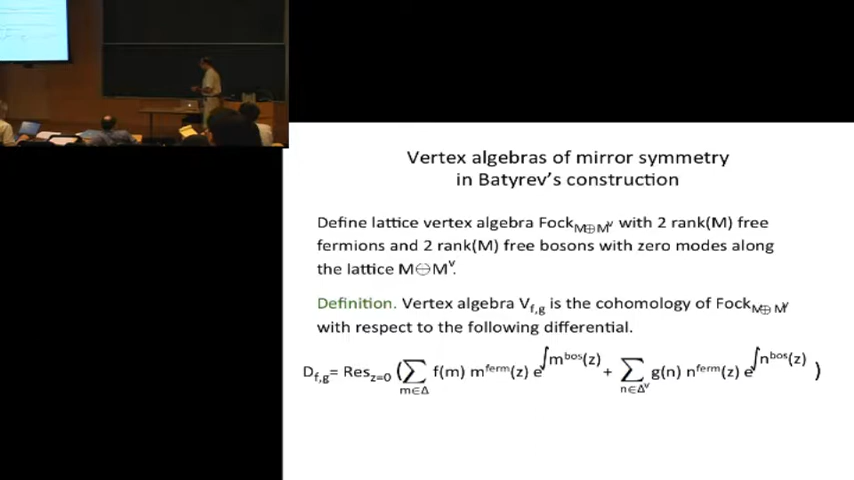 Vertex algebras of mirror symmetry
in Batyrev's construction
Define lattice vertex algebra Fock_{M⊕M^v} with 2 rank(M) free
fermions and 2 rank(M) free bosons with zero modes along
the lattice M⊖M^v.
Definition. Vertex algebra V_{f,g} is the cohomology of Fock_{M⊕M^v}
with respect to the following differential.
D_{f,g}= Res_{z=0} (∑_{m∈Δ} f(m) m^{ferm}(z) e^{∫m^{bos}(z)} + ∑_{n∈Δ^v} g(n) n^{ferm}(z) e^{∫n^{bos}(z)} )